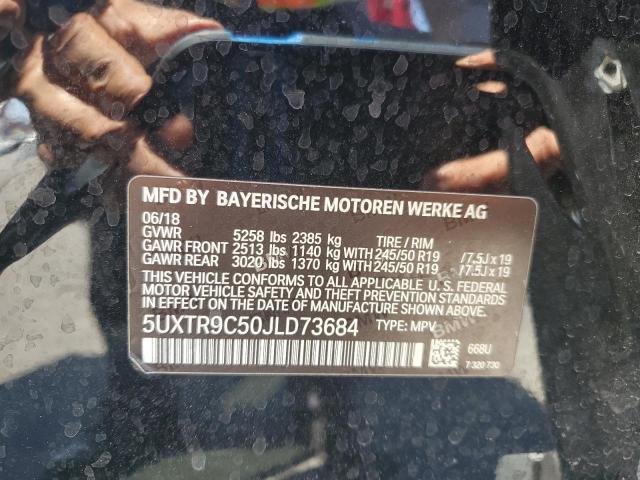 MFD BY BAYERISCHE MOTOREN WERKE AG
06/18
GVWR 5258 lbs 2385 kg TIRE / RIM
GAWR FRONT 2513 lbs 1140 kg WITH 245/50 R19 /7.5J x 19
GAWR REAR 3020 lbs 1370 kg WITH 245/50 R19 /7.5J x 19
THIS VEHICLE CONFORMS TO ALL APPLICABLE U. S. FEDERAL
MOTOR VEHICLE SAFETY AND THEFT PREVENTION STANDARDS
IN EFFECT ON THE DATE OF MANUFACTURE SHOWN ABOVE.
5UXTR9C50JLD73684 TYPE: MPV
668U
7 320 730